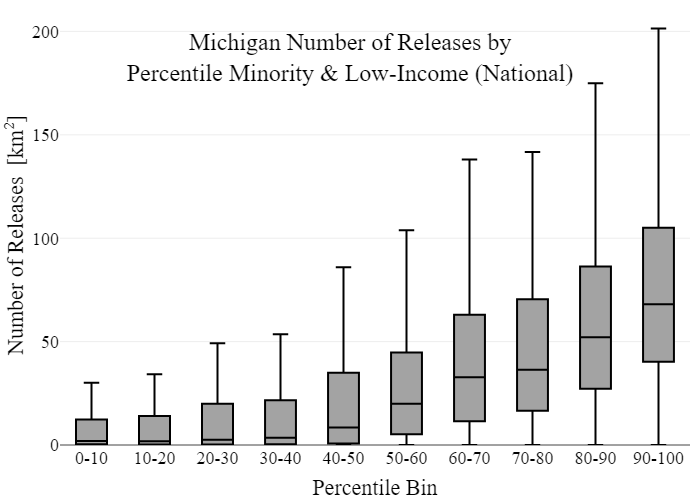 Michigan Number of Releases by
Percentile Minority & Low-Income (National)
Number of Releases [km²]
200
150
100
50
0
0-10 10-20 20-30 30-40 40-50 50-60 60-70 70-80 80-90 90-100
Percentile Bin